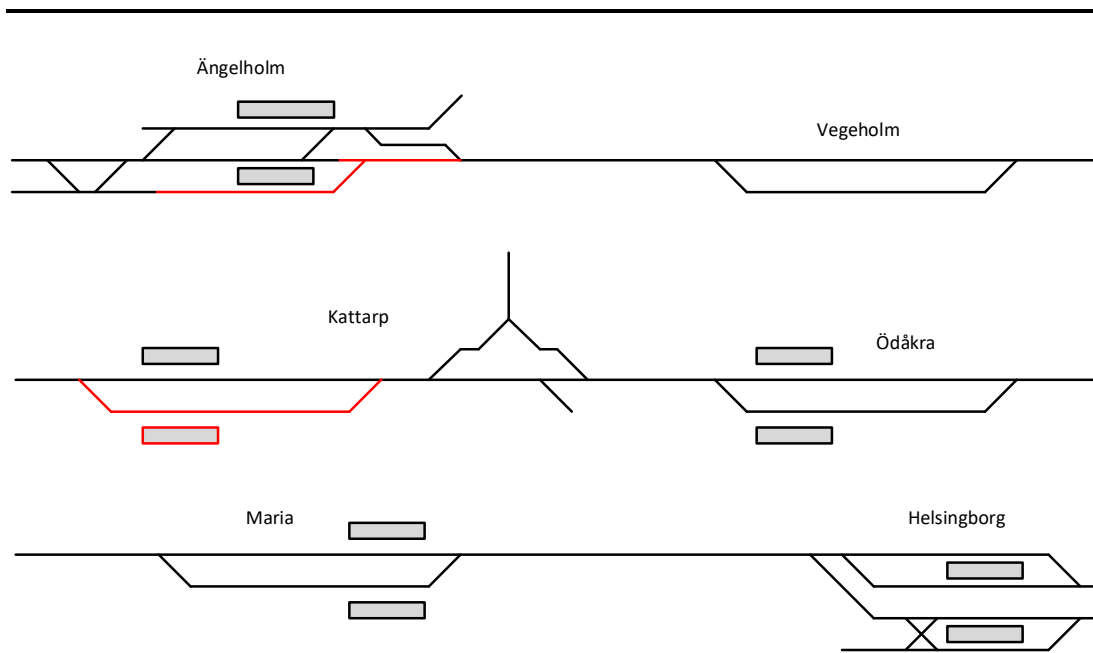 Ängelholm
Vegeholm
Kattarp
Ödåkra
Maria
Helsingborg